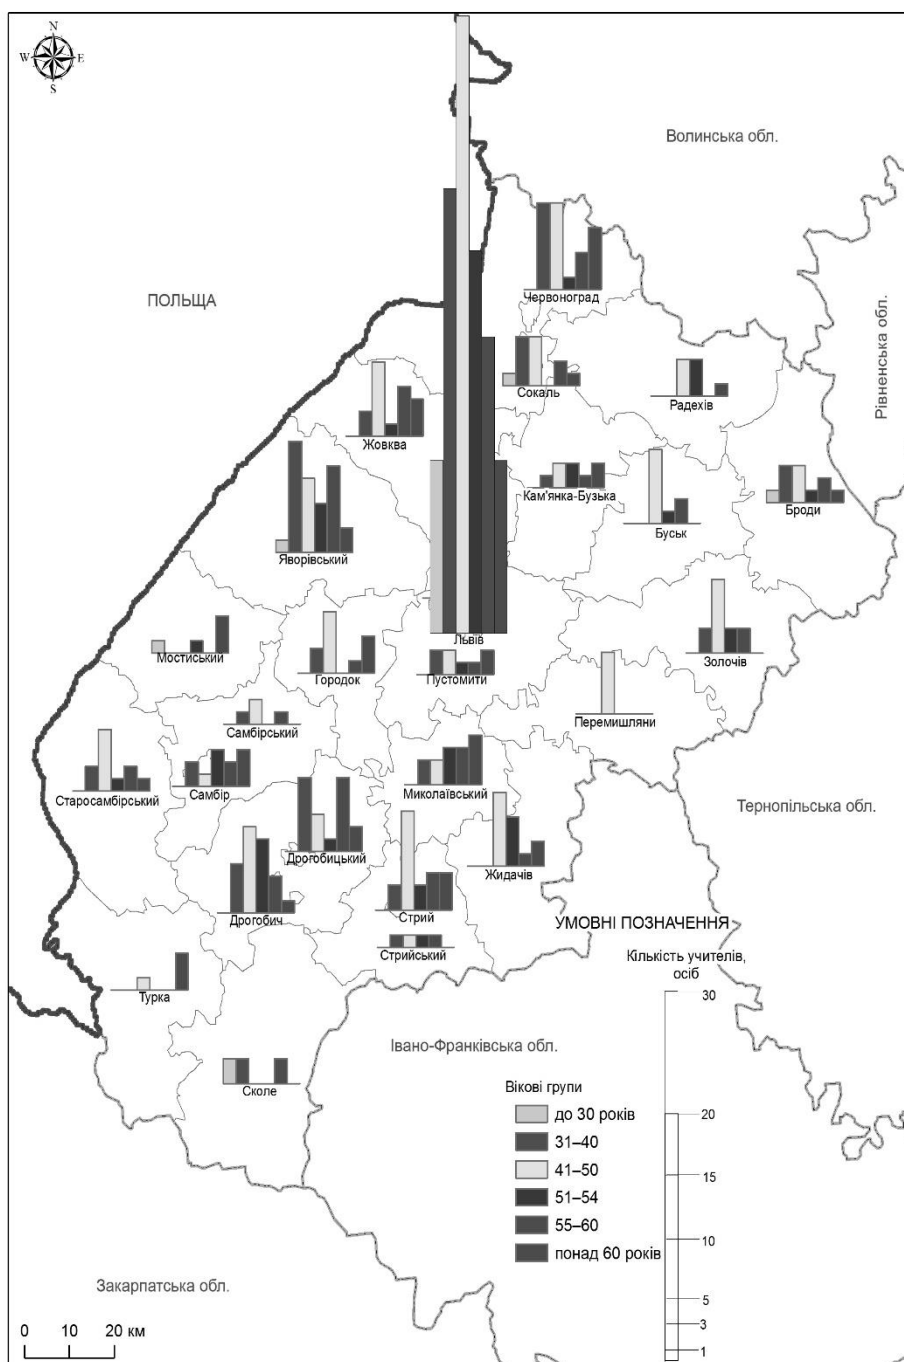 N
W E
S
Волинська обл.
ПОЛЬЩА
Рівненська обл.
Червоноград
Сокаль
Радехів
Жовква
Кам'янка-Бузька
Броди
Буськ
Яворівський
Львів
Мостиський
Городок
Пустомити
Золочів
Перемишляни
Самбірський
Старосамбірський
Самбір
Миколаївський
Тернопільська обл.
Дрогобицький
Жидачів
Дрогобич
Стрий
УМОВНІ ПОЗНАЧЕННЯ
Стрийський
Кількість учителів,
осіб
Турка
30
Івано-Франківська обл.
Сколе
Вікові групи
до 30 років
20
31–40
41–50
15
51–54
55–60
10
понад 60 років
Закарпатська обл.
5
3
1
0 10 20 км